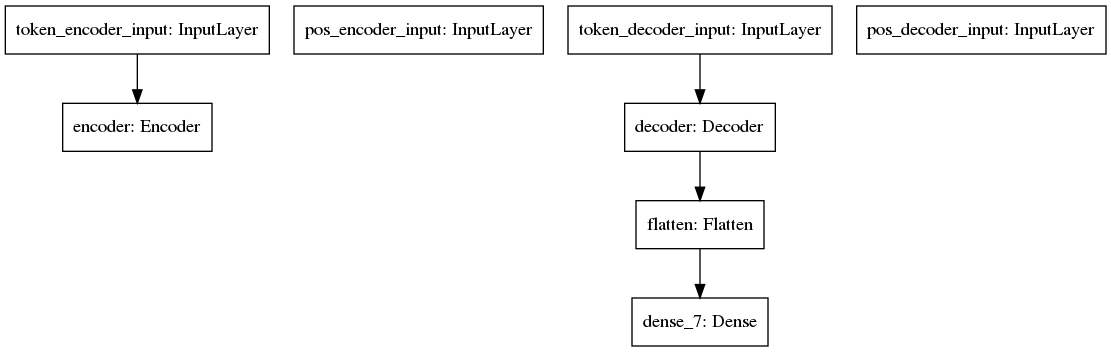 token_encoder_input: InputLayer
pos_encoder_input: InputLayer
token_decoder_input: InputLayer
pos_decoder_input: InputLayer
encoder: Encoder
decoder: Decoder
flatten: Flatten
dense_7: Dense